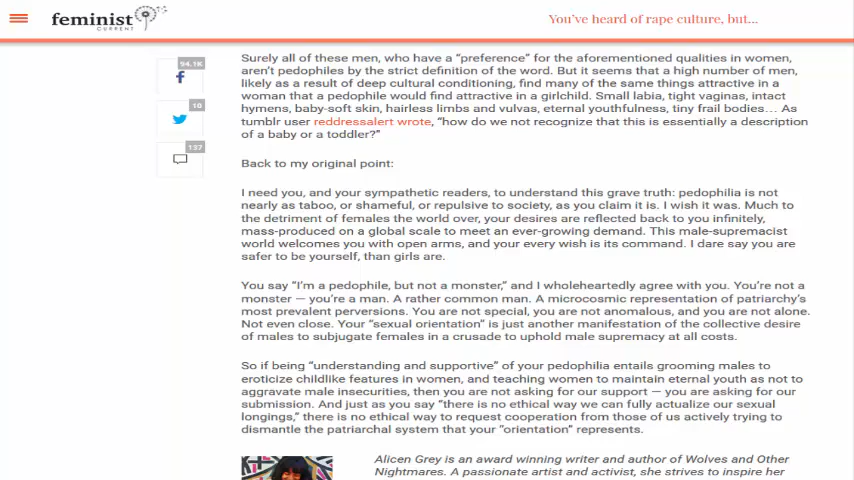 feminist
CURRENT
You've heard of rape culture, but...
94.1K
10
137
Surely all of these men, who have a “preference” for the aforementioned qualities in women,
aren’t pedophiles by the strict definition of the word. But it seems that a high number of men,
likely as a result of deep cultural conditioning, find many of the same things attractive in a
woman that a pedophile would find attractive in a girlchild. Small labia, tight vaginas, intact
hymens, baby-soft skin, hairless limbs and vulvas, eternal youthfulness, tiny frail bodies… As
tumblr user reddressalert wrote, “how do we not recognize that this is essentially a description
of a baby or a toddler?”
Back to my original point:
I need you, and your sympathetic readers, to understand this grave truth: pedophilia is not
nearly as taboo, or shameful, or repulsive to society, as you claim it is. I wish it was. Much to
the detriment of females the world over, your desires are reflected back to you infinitely,
mass-produced on a global scale to meet an ever-growing demand. This male-supremacist
world welcomes you with open arms, and your every wish is its command. I dare say you are
safer to be yourself, than girls are.
You say “I’m a pedophile, but not a monster,” and I wholeheartedly agree with you. You’re not a
monster — you’re a man. A rather common man. A microcosmic representation of patriarchy’s
most prevalent perversions. You are not special, you are not anomalous, and you are not alone.
Not even close. Your “sexual orientation” is just another manifestation of the collective desire
of males to subjugate females in a crusade to uphold male supremacy at all costs.
So if being “understanding and supportive” of your pedophilia entails grooming males to
eroticize childlike features in women, and teaching women to maintain eternal youth as not to
aggravate male insecurities, then you are not asking for our support — you are asking for our
submission. And just as you say “there is no ethical way we can fully actualize our sexual
longings,” there is no ethical way to request cooperation from those of us actively trying to
dismantle the patriarchal system that your “orientation” represents.
Alicen Grey is an award winning writer and author of Wolves and Other
Nightmares. A passionate artist and activist, she strives to inspire her